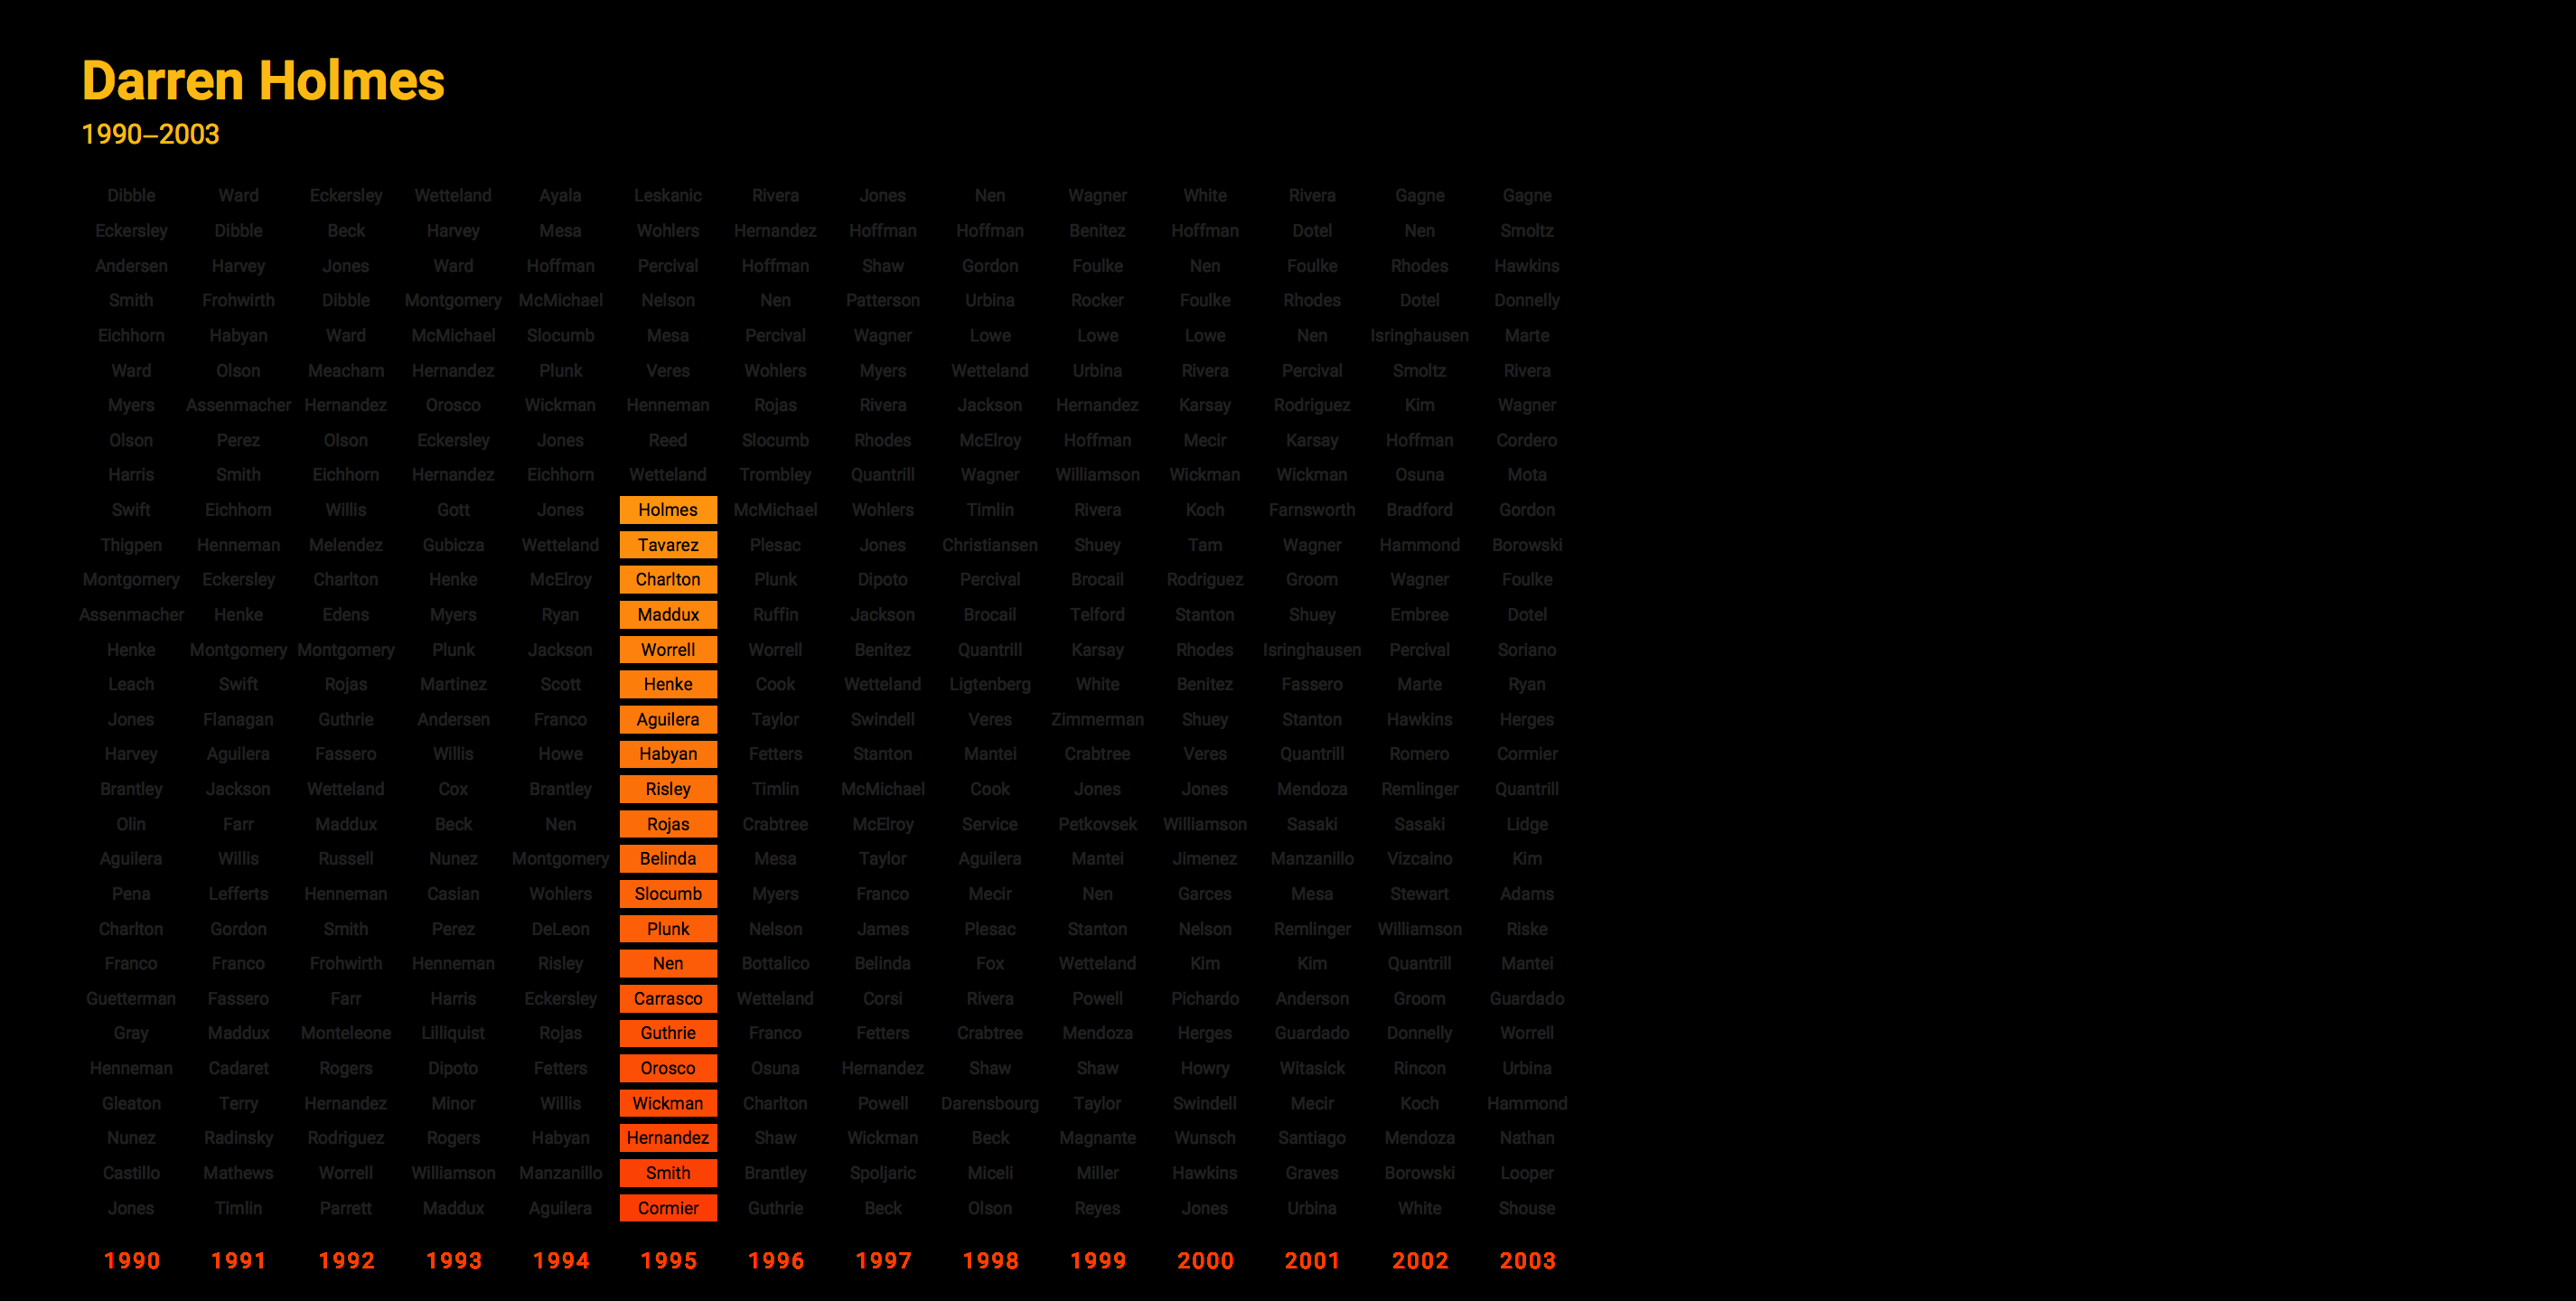 Darren Holmes
1990–2003
Dibble Ward Eckersley Wetteland Ayala Leskanic Rivera Jones Nen Wagner White Rivera Gagne Gagne
Eckersley Dibble Beck Harvey Mesa Wohlers Hernandez Hoffman Hoffman Benitez Hoffman Dotel Nen Smoltz
Andersen Harvey Jones Ward Hoffman Percival Hoffman Shaw Gordon Foulke Nen Foulke Rhodes Hawkins
Smith Frohwirth Dibble Montgomery McMichael Nelson Nen Patterson Urbina Rocker Foulke Rhodes Dotel Donnelly
Eichhorn Habyan Ward McMichael Slocumb Mesa Percival Wagner Lowe Lowe Lowe Nen Isringhausen Marte
Ward Olson Meacham Hernandez Plunk Veres Wohlers Myers Wetteland Urbina Rivera Percival Smoltz Rivera
Myers Assenmacher Hernandez Orosco Wickman Henneman Rojas Rivera Jackson Hernandez Karsay Rodriguez Kim Wagner
Olson Perez Olson Eckersley Jones Reed Slocumb Rhodes McElroy Hoffman Mecir Karsay Hoffman Cordero
Harris Smith Eichhorn Hernandez Eichhorn Wetteland Trombley Quantrill Wagner Williamson Wickman Wickman Osuna Mota
Swift Eichhorn Willis Gott Jones Holmes McMichael Wohlers Timlin Rivera Koch Farnsworth Bradford Gordon
Thigpen Henneman Melendez Gubicza Wetteland Tavarez Plesac Jones Christiansen Shuey Tam Wagner Hammond Borowski
Montgomery Eckersley Charlton Henke McElroy Charlton Plunk Dipoto Percival Brocail Rodriguez Groom Wagner Foulke
Assenmacher Henke Edens Myers Ryan Maddux Ruffin Jackson Brocail Telford Stanton Shuey Embree Dotel
Henke Montgomery Montgomery Plunk Jackson Worrell Worrell Benitez Quantrill Karsay Rhodes Isringhausen Percival Soriano
Leach Swift Rojas Martinez Scott Henke Cook Wetteland Ligtenberg White Benitez Fassero Marte Ryan
Jones Flanagan Guthrie Andersen Franco Aguilera Taylor Swindell Veres Zimmerman Shuey Stanton Hawkins Herges
Harvey Aguilera Fassero Willis Howe Habyan Fetters Stanton Mantei Crabtree Veres Quantrill Romero Cormier
Brantley Jackson Wetteland Cox Brantley Risley Timlin McMichael Cook Jones Jones Mendoza Remlinger Quantrill
Olin Farr Maddux Beck Nen Rojas Crabtree McElroy Service Petkovsek Williamson Sasaki Sasaki Lidge
Aguilera Willis Russell Nunez Montgomery Belinda Mesa Taylor Aguilera Mantei Jimenez Manzanillo Vizcaino Kim
Pena Lefferts Henneman Casian Wohlers Slocumb Myers Franco Mecir Nen Garces Mesa Stewart Adams
Charlton Gordon Smith Perez DeLeon Plunk Nelson James Plesac Stanton Nelson Remlinger Williamson Riske
Franco Franco Frohwirth Henneman Risley Nen Bottalico Belinda Fox Wetteland Kim Kim Quantrill Mantei
Guetterman Fassero Farr Harris Eckersley Carrasco Wetteland Corsi Rivera Powell Pichardo Anderson Groom Guardado
Gray Maddux Monteleone Lilliquist Rojas Guthrie Franco Fetters Crabtree Mendoza Herges Guardado Donnelly Worrell
Henneman Cadaret Rogers Dipoto Fetters Orosco Osuna Hernandez Shaw Shaw Howry Witasick Rincon Urbina
Gleaton Terry Hernandez Minor Willis Wickman Charlton Powell Darensbourg Taylor Swindell Mecir Koch Hammond
Nunez Radinsky Rodriguez Rogers Habyan Hernandez Shaw Wickman Beck Magnante Wunsch Santiago Mendoza Nathan
Castillo Mathews Worrell Williamson Manzanillo Smith Brantley Spoljaric Miceli Miller Hawkins Graves Borowski Looper
Jones Timlin Parrett Maddux Aguilera Cormier Guthrie Beck Olson Reyes Jones Urbina White Shouse
1990 1991 1992 1993 1994 1995 1996 1997 1998 1999 2000 2001 2002 2003